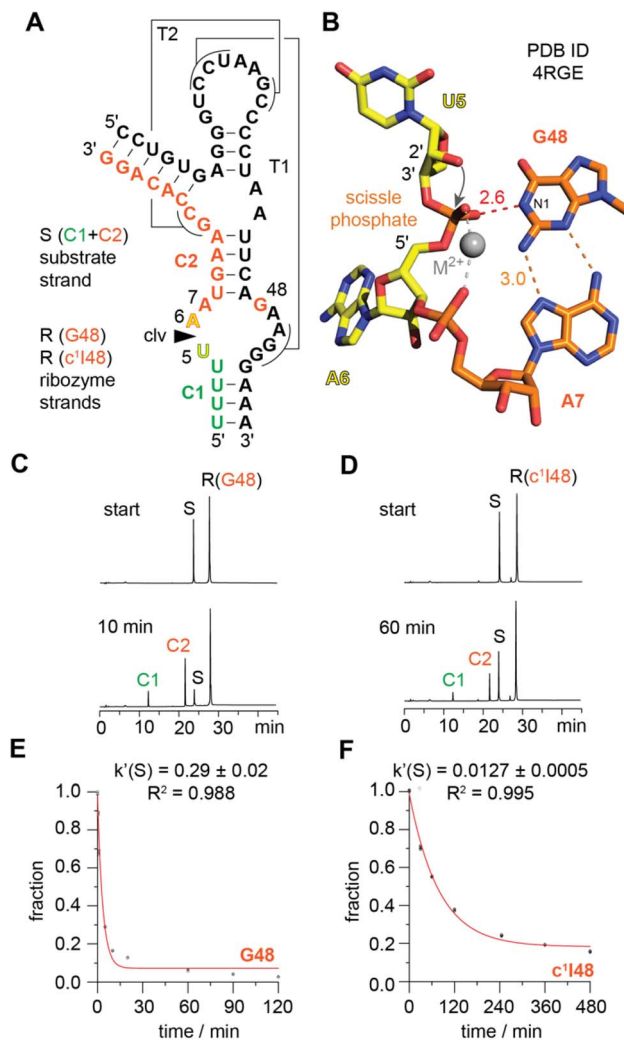 A
T2
T1
C C U A A G C C C C U A A U U C A G A A G G G A A A
C U G G G A G U G U C C
5'
3'
G G A C A C C G A A G U A A U U U U U
S (C1+C2)
substrate
strand
C2
48
7
6
clv
5
R (G48)
R (c¹I48)
ribozyme
strands
C1
5'
3'
B
PDB ID
4RGE
U5
2'
3'
G48
scissle
phosphate
2.6
N1
5'
M²⁺
3.0
A6
A7
C
R(G48)
start
S
10 min
C2
C1
S
0 10 20 30 40 min
D
R(c¹I48)
start
S
60 min
S
C2
C1
0 10 20 30 40 min
E
k'(S) = 0.29 ± 0.02
R² = 0.988
1.0
0.8
0.6
0.4
0.2
0.0
fraction
G48
0 30 60 90 120
time / min
F
k'(S) = 0.0127 ± 0.0005
R² = 0.995
1.0
0.8
0.6
0.4
0.2
0.0
fraction
c¹I48
0 120 240 360 480
time / min